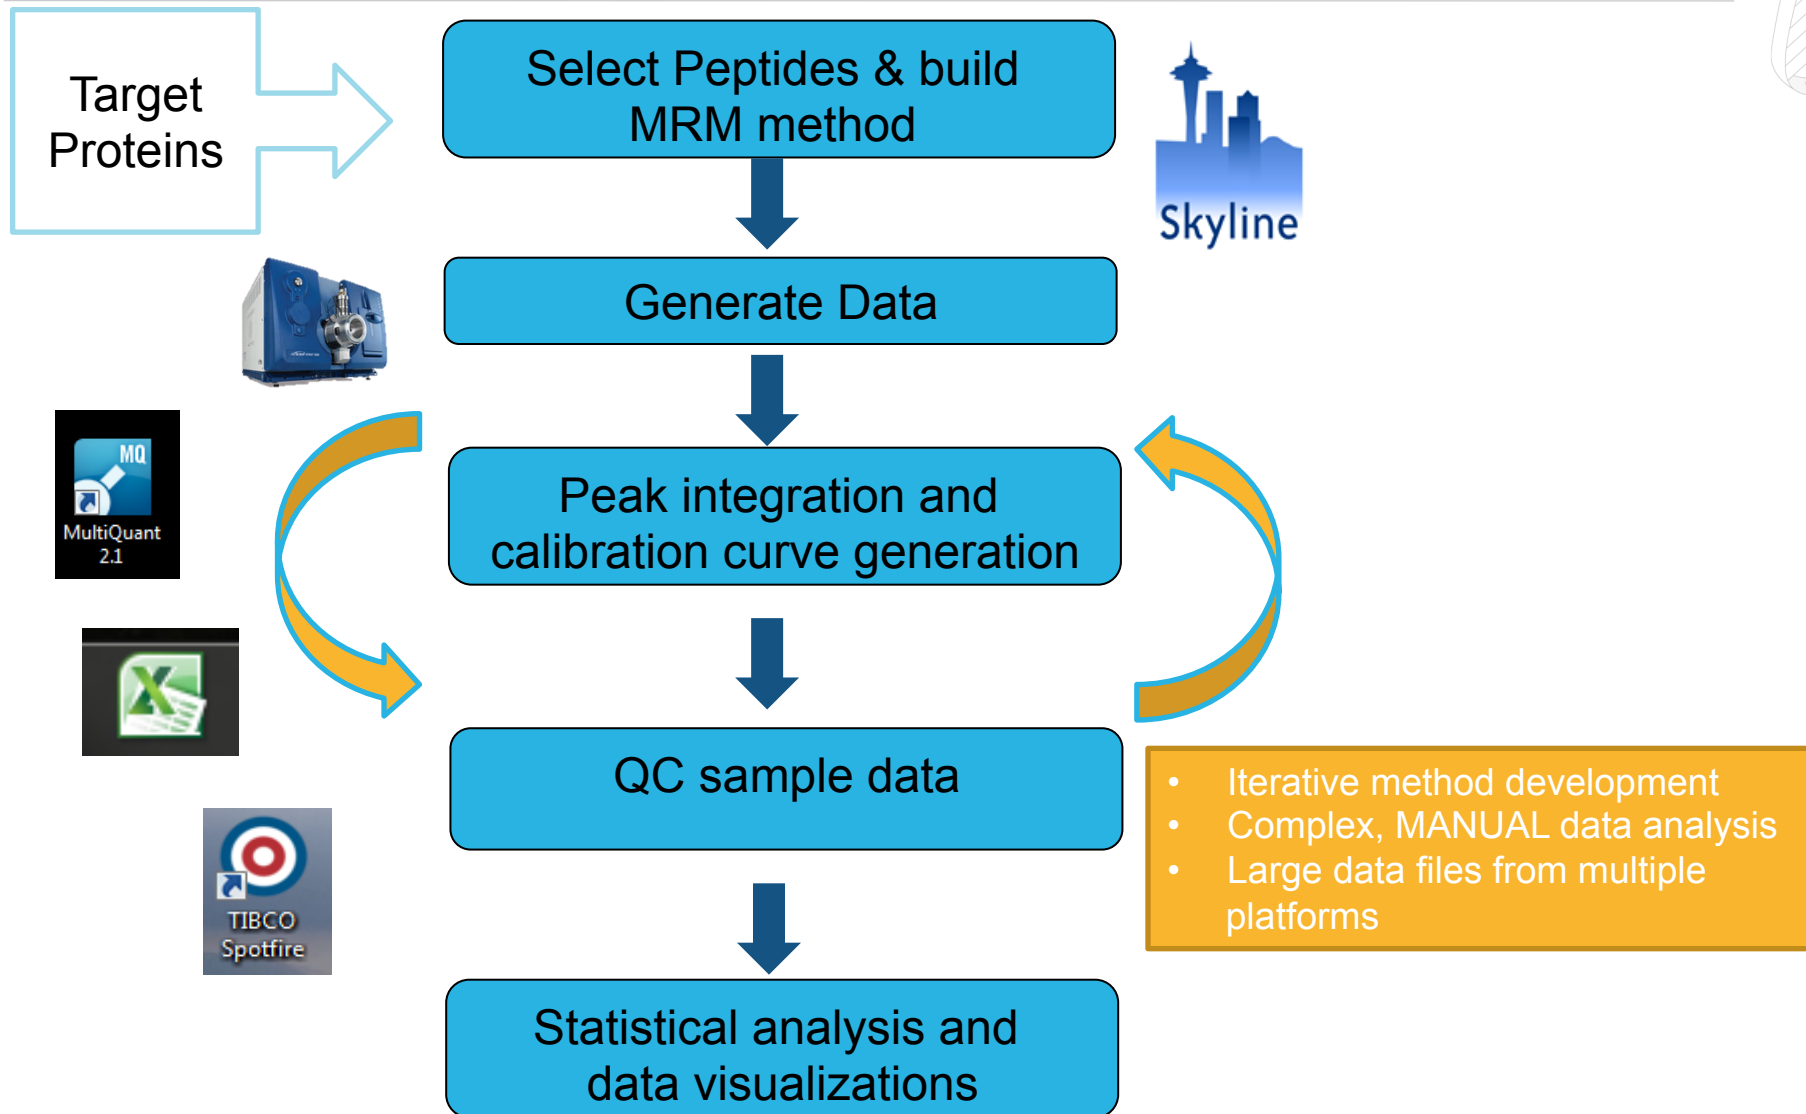 Target
Proteins
Select Peptides & build
MRM method
Skyline
Generate Data
MQ
MultiQuant
2.1
Peak integration and
calibration curve generation
QC sample data
• Iterative method development
• Complex, MANUAL data analysis
• Large data files from multiple
platforms
TIBCO
Spotfire
Statistical analysis and
data visualizations